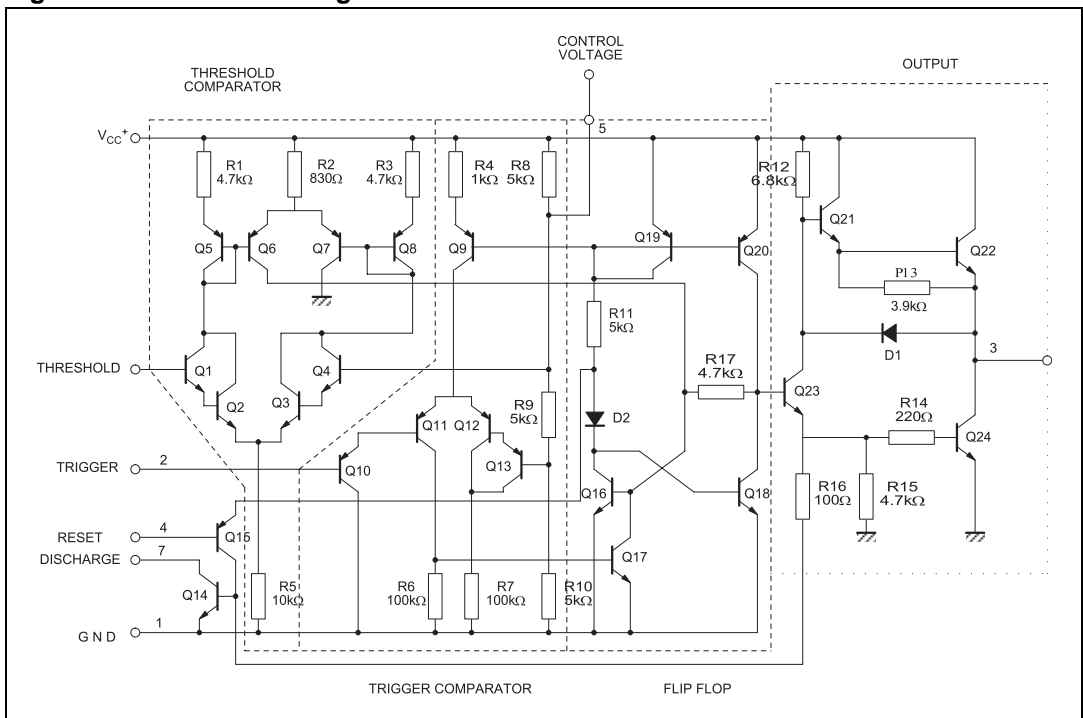 CONTROL
VOLTAGE
OUTPUT
THRESHOLD
COMPARATOR
5
VCC+
R1
4.7kΩ
R2
830Ω
R3
4.7kΩ
R4
1kΩ
R8
5kΩ
R12
6.8kΩ
Q5
Q6
Q7
Q8
Q9
Q19
Q20
Q21
Q22
P13
3.9kΩ
R11
5kΩ
D1
3
THRESHOLD
Q1
Q2
Q3
Q4
R17
4.7kΩ
Q23
R9
5kΩ
D2
R14
220Ω
Q24
Q11
Q12
TRIGGER
2
Q10
Q13
Q16
Q18
R16
100Ω
R15
4.7kΩ
RESET
4
Q15
DISCHARGE
7
Q17
Q14
R5
10kΩ
R6
100kΩ
R7
100kΩ
R10
5kΩ
GND
1
TRIGGER COMPARATOR
FLIP FLOP